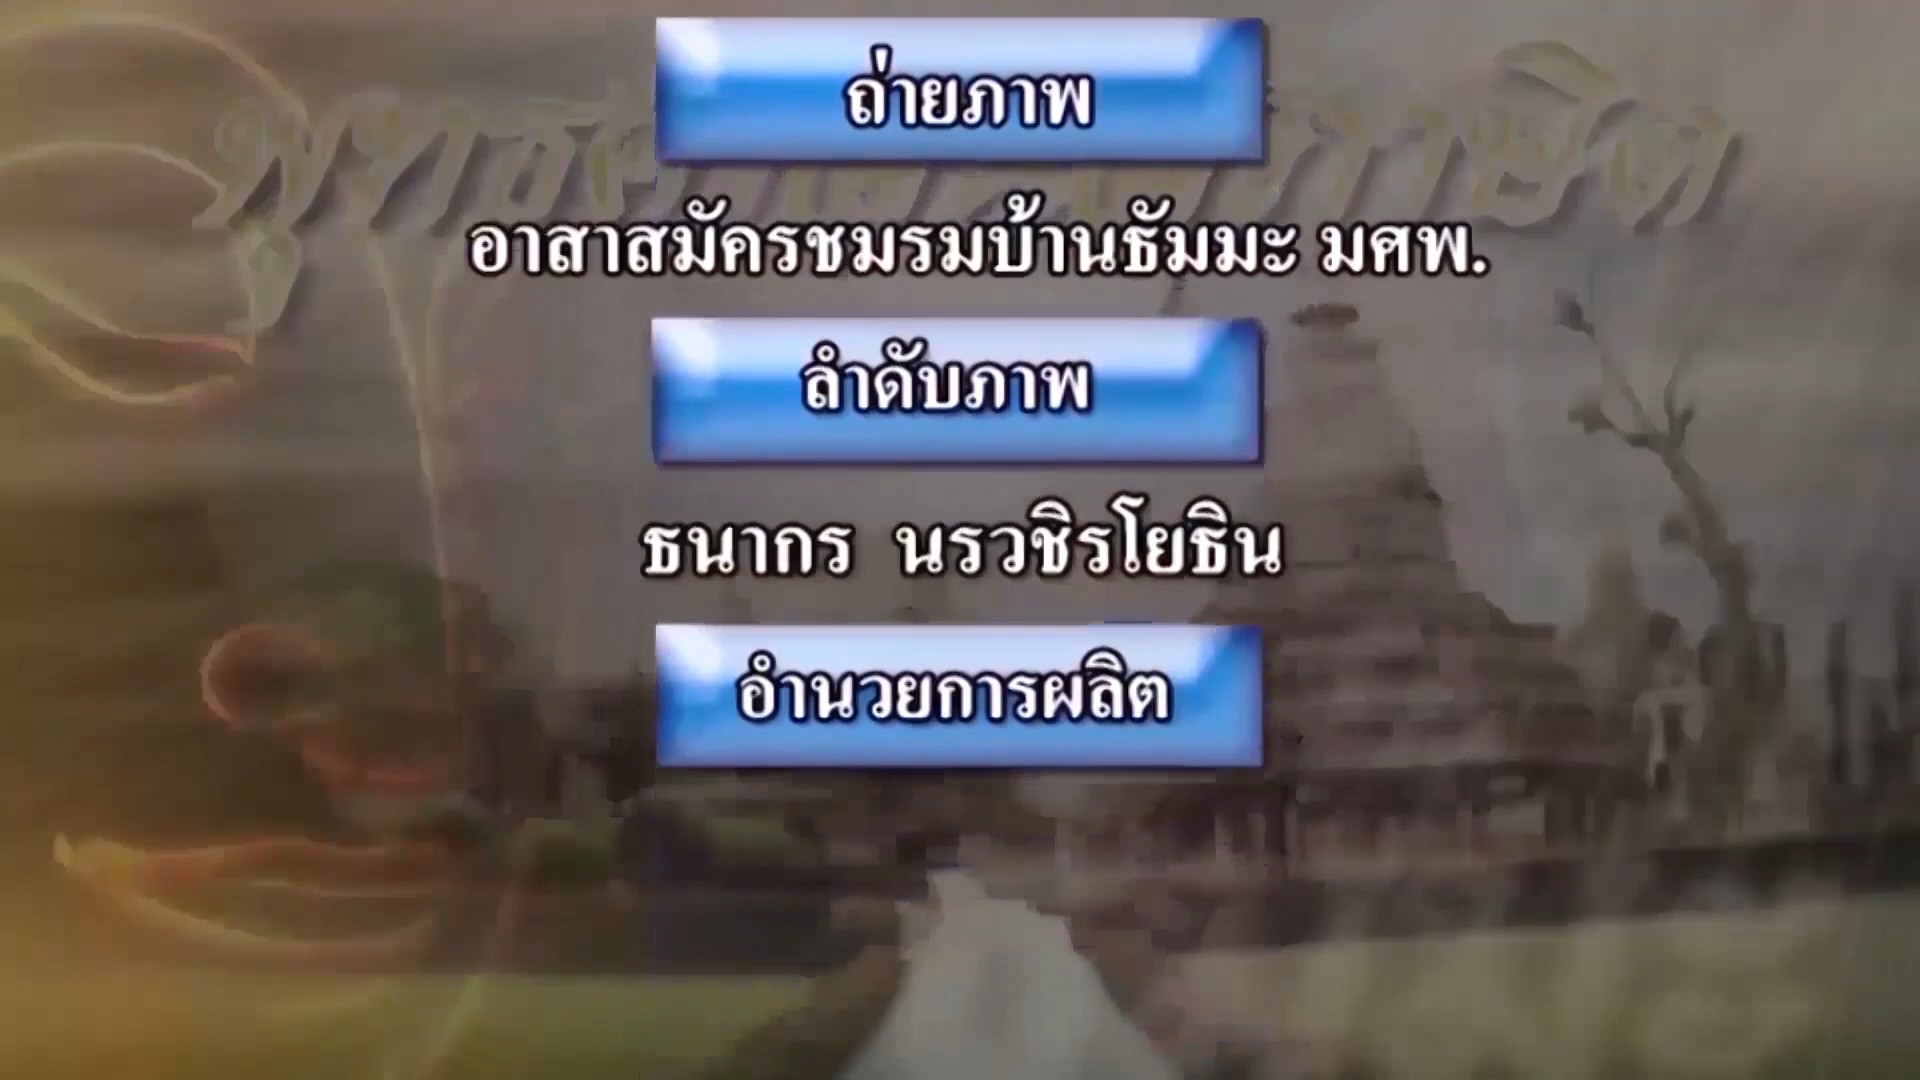 ถ่ายภาพ
อาสาสมัครชมรมบ้านธัมมะ มศพ.
ลำดับภาพ
ธนากร นรวชิรโยธิน
อำนวยการผลิต